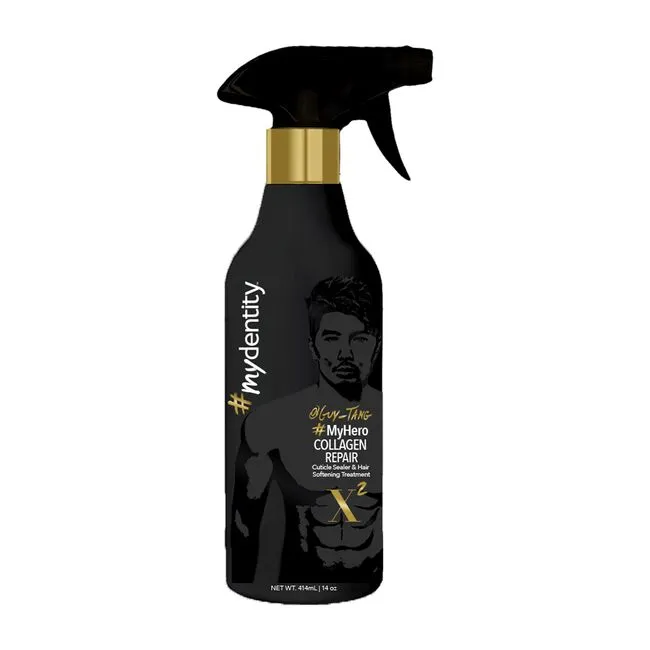 #mydentity
@GUY_TANG
#MyHero
COLLAGEN
REPAIR
Cuticle Sealer & Hair
Softening Treatment
X²
NET WT. 414mL | 14 oz